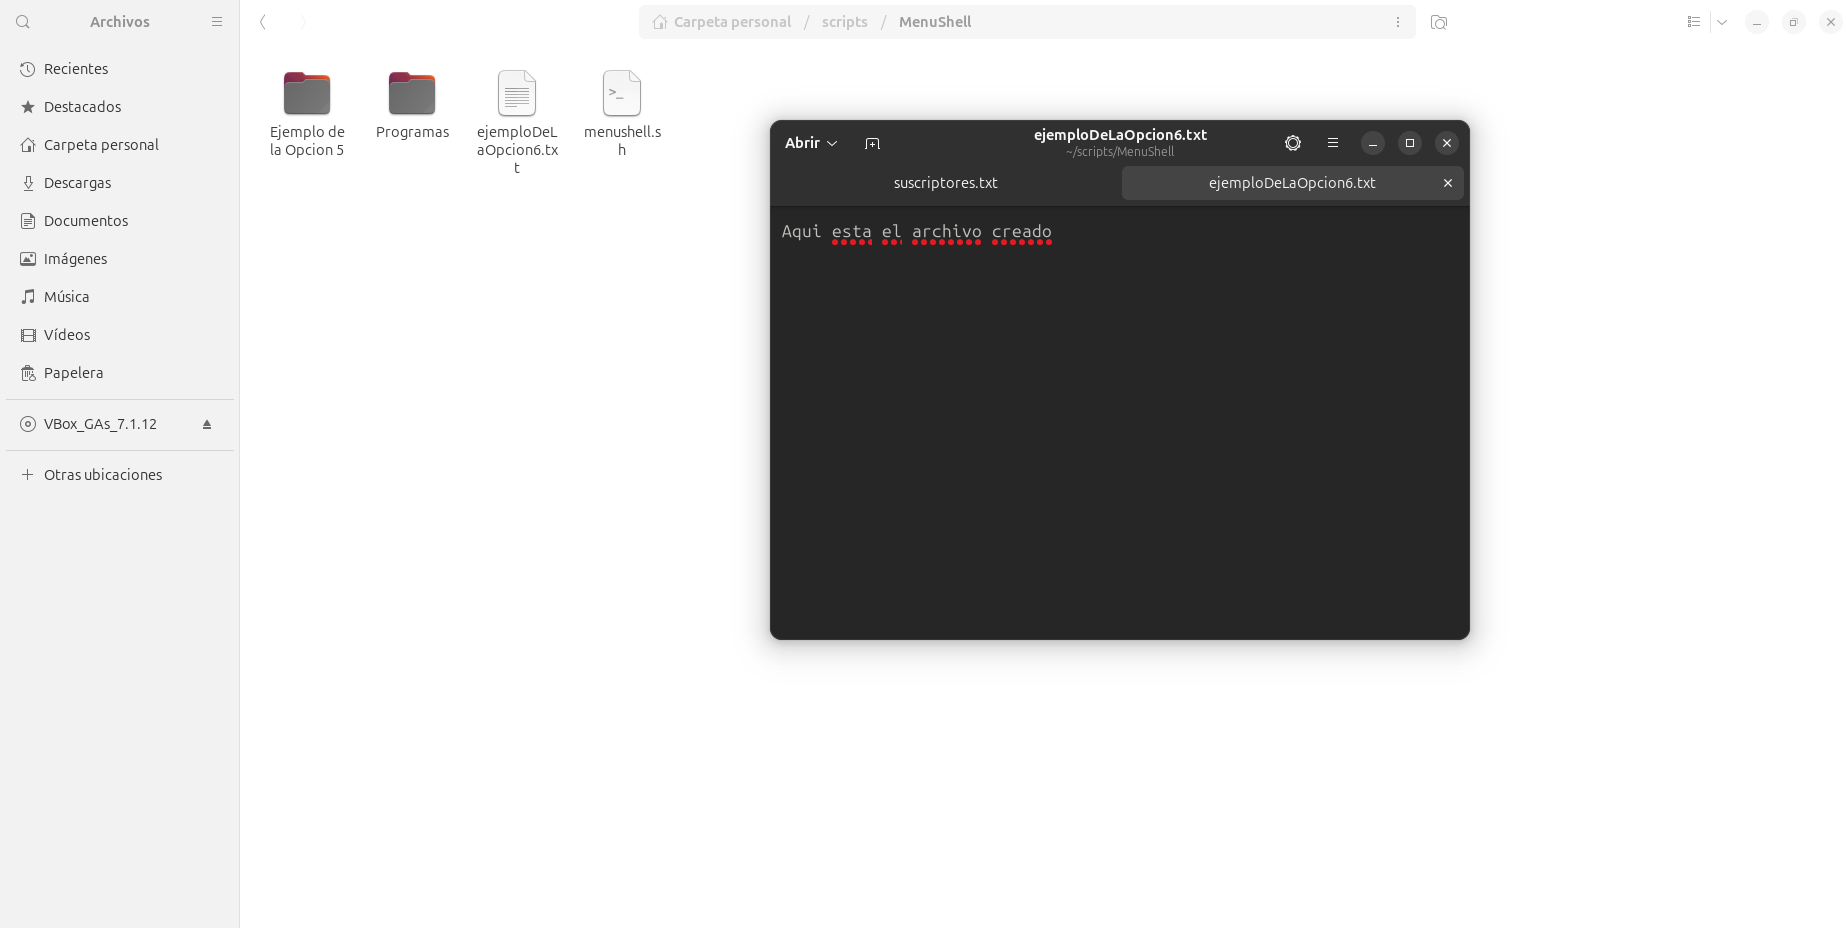 Archivos
Carpeta personal / scripts / MenuShell
Recientes
Destacados
Carpeta personal
Descargas
Documentos
Imágenes
Música
Vídeos
Papelera
VBox_GAs_7.1.12
Otras ubicaciones
Ejemplo de
la Opcion 5
Programas
ejemploDeL
aOpcion6.tx
t
menushell.s
h
>_
Abrir
ejemploDeLaOpcion6.txt
~/scripts/MenuShell
suscriptores.txt
ejemploDeLaOpcion6.txt
Aqui esta el archivo creado